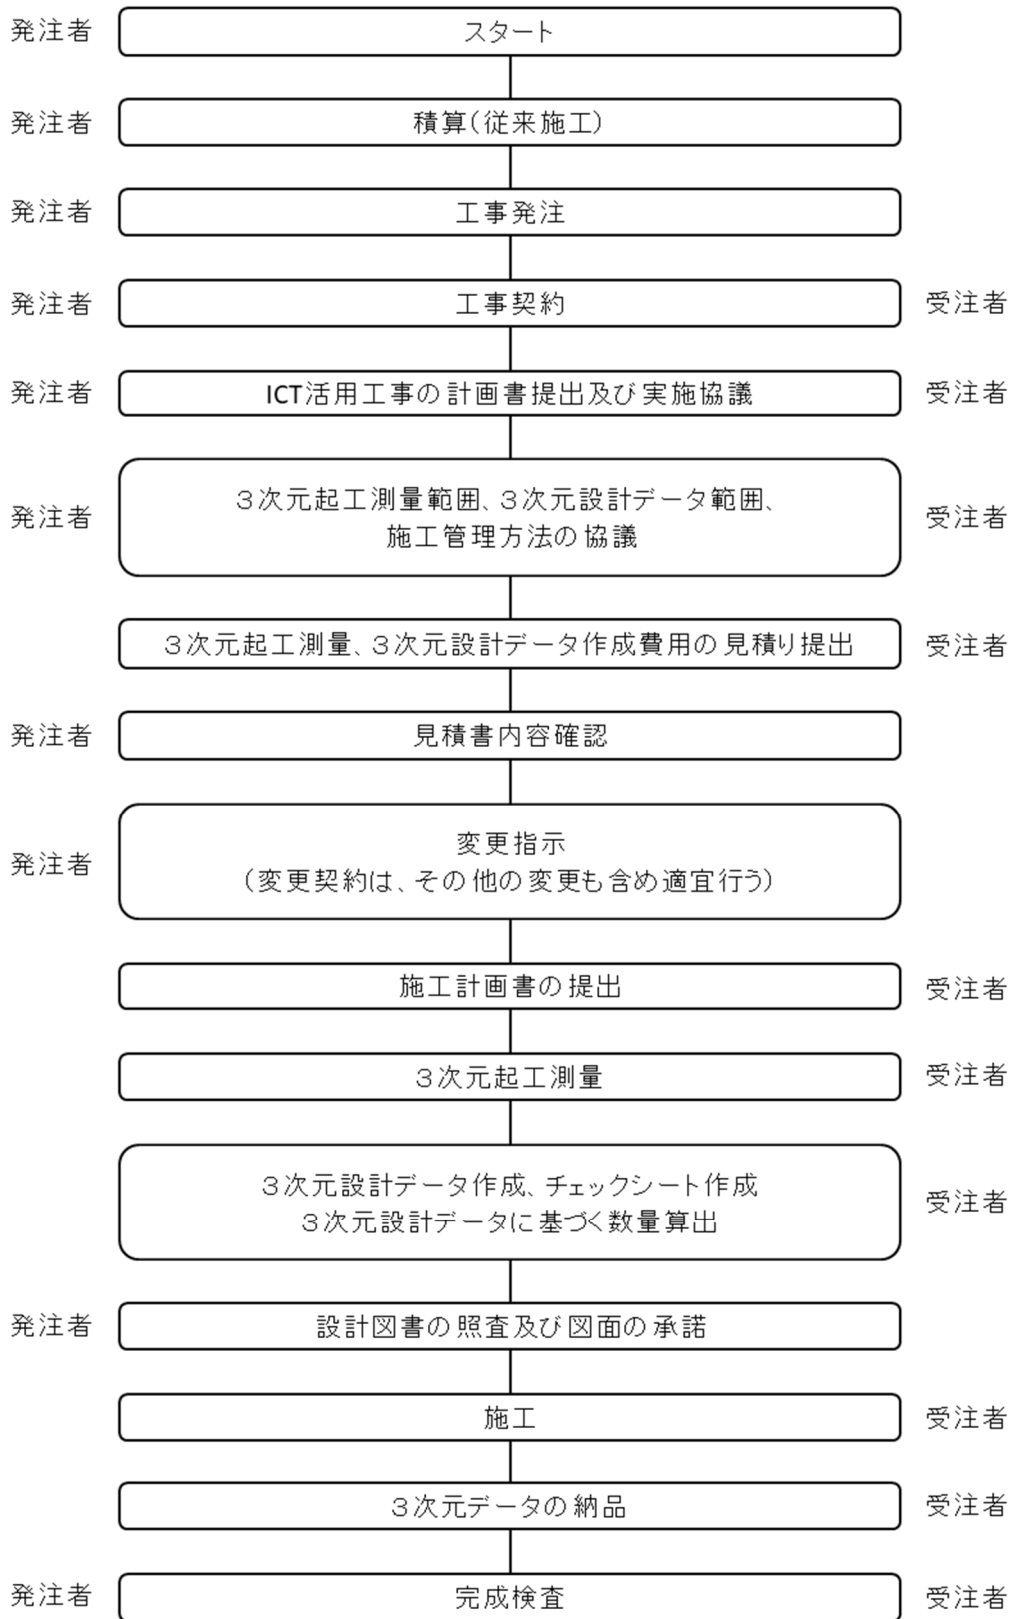 発注者 スタート
発注者 積算(従来施工)
発注者 工事発注
発注者 工事契約 受注者
発注者 ICT活用工事の計画書提出及び実施協議 受注者
３次元起工測量範囲、３次元設計データ範囲、
発注者 施工管理方法の協議 受注者
３次元起工測量、３次元設計データ作成費用の見積り提出 受注者
発注者 見積書内容確認
変更指示
発注者 （変更契約は、その他の変更も含め適宜行う）
施工計画書の提出 受注者
３次元起工測量 受注者
３次元設計データ作成、チェックシート作成
３次元設計データに基づく数量算出 受注者
発注者 設計図書の照査及び図面の承諾
施工 受注者
３次元データの納品 受注者
発注者 完成検査 受注者